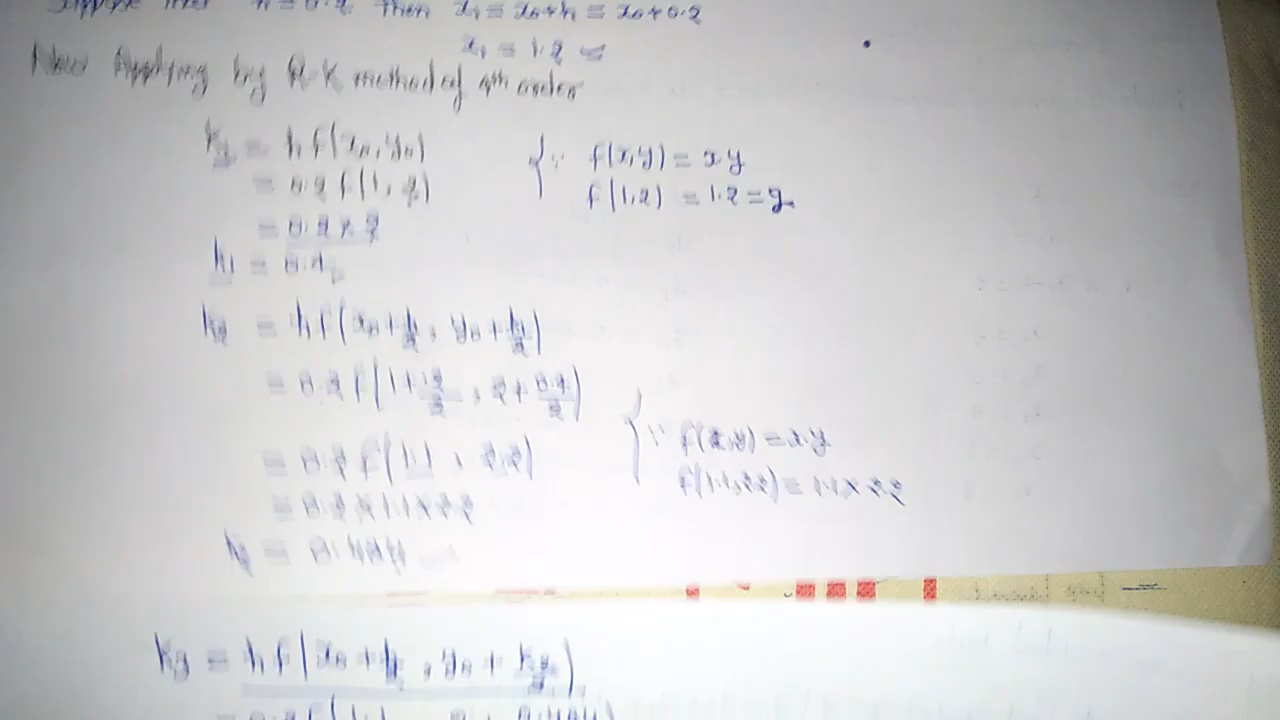 Suppose that h = 0.2 then x₁ = x₀+h = x₀+0.2
x₁ = 1.2
Now Applying by R-K method of 4th order
k₁ = h f(x₀, y₀) { ∵ f(x,y) = x.y
= 0.2 f(1, 2) f(1,2) = 1.2 = 2
= 0.2 x 2
k₁ = 0.4
k₂ = h f(x₀ + h/2 , y₀ + k₁/2)
= 0.2 f(1 + .2/2 , 2 + 0.4/2)
= 0.2 f(1.1 , 2.2) { ∵ f(x,y) = x.y
= 0.2 x 1.1 x 2.2 f(1.1,2.2) = 1.1 x 2.2
k₂ = 0.484
k₃ = h f(x₀ + h/2 , y₀ + k₂/2)